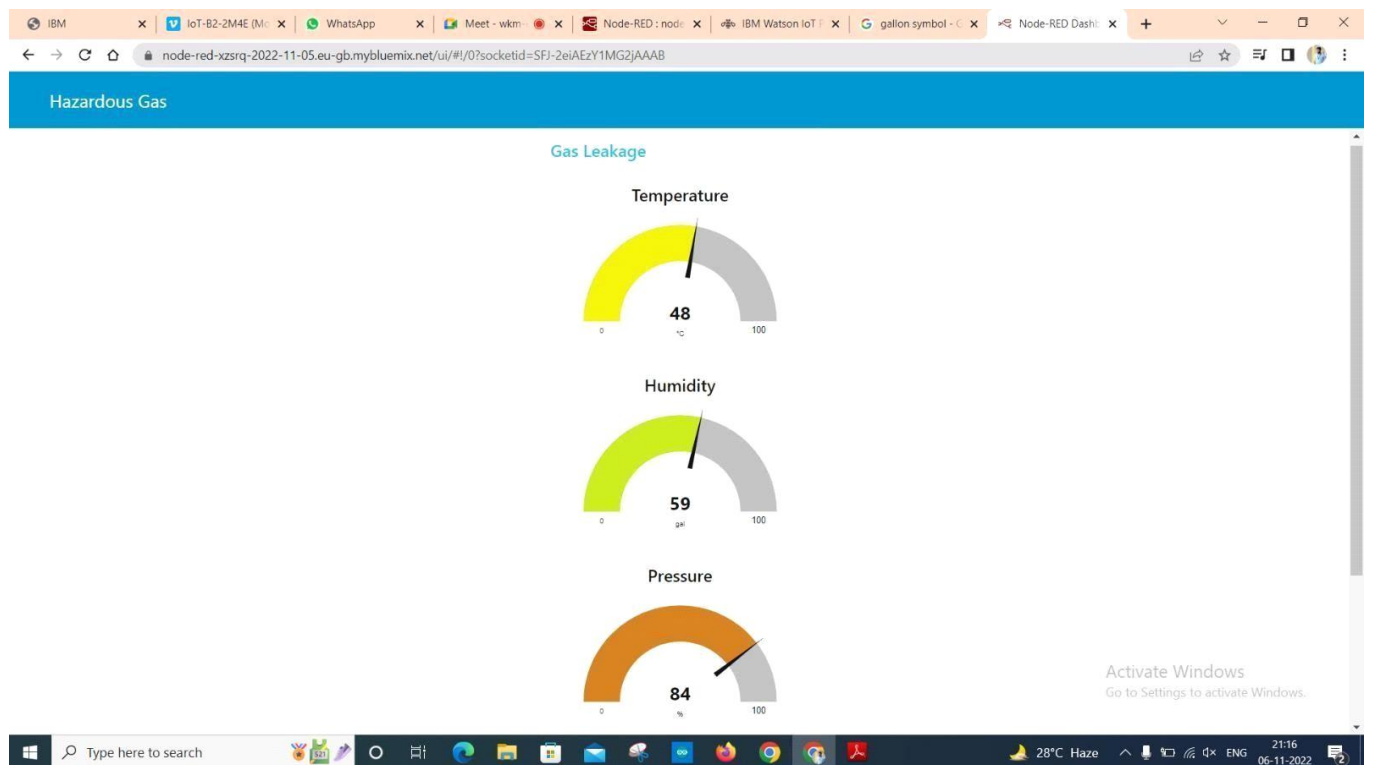 IBM
IoT-B2-2M4E (Mo
WhatsApp
Meet - wkm-
Node-RED : node
IBM Watson IoT P
gallon symbol - G
Node-RED Dashb
node-red-xzsrq-2022-11-05.eu-gb.mybluemix.net/ui/#!/0?socketid=SFJ-2eiAEzY1MG2jAAAB
Hazardous Gas
Gas Leakage
Temperature
48
°C
0 100
Humidity
59
gal
0 100
Pressure
84
%
0 100
Activate Windows
Go to Settings to activate Windows.
Type here to search
28°C Haze
ENG
21:16
06-11-2022
2